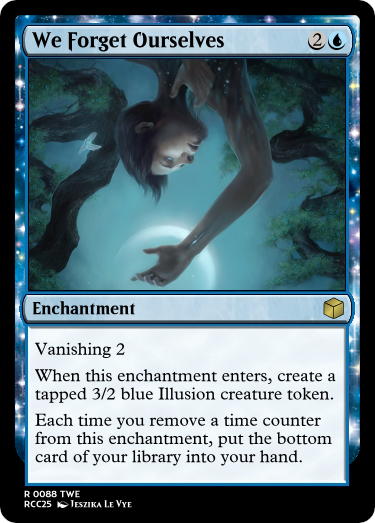 We Forget Ourselves
2
Enchantment
Vanishing 2
When this enchantment enters, create a
tapped 3/2 blue Illusion creature token.
Each time you remove a time counter
from this enchantment, put the bottom
card of your library into your hand.
R 0088 TWE
RCC25 Jeszika Le Vye